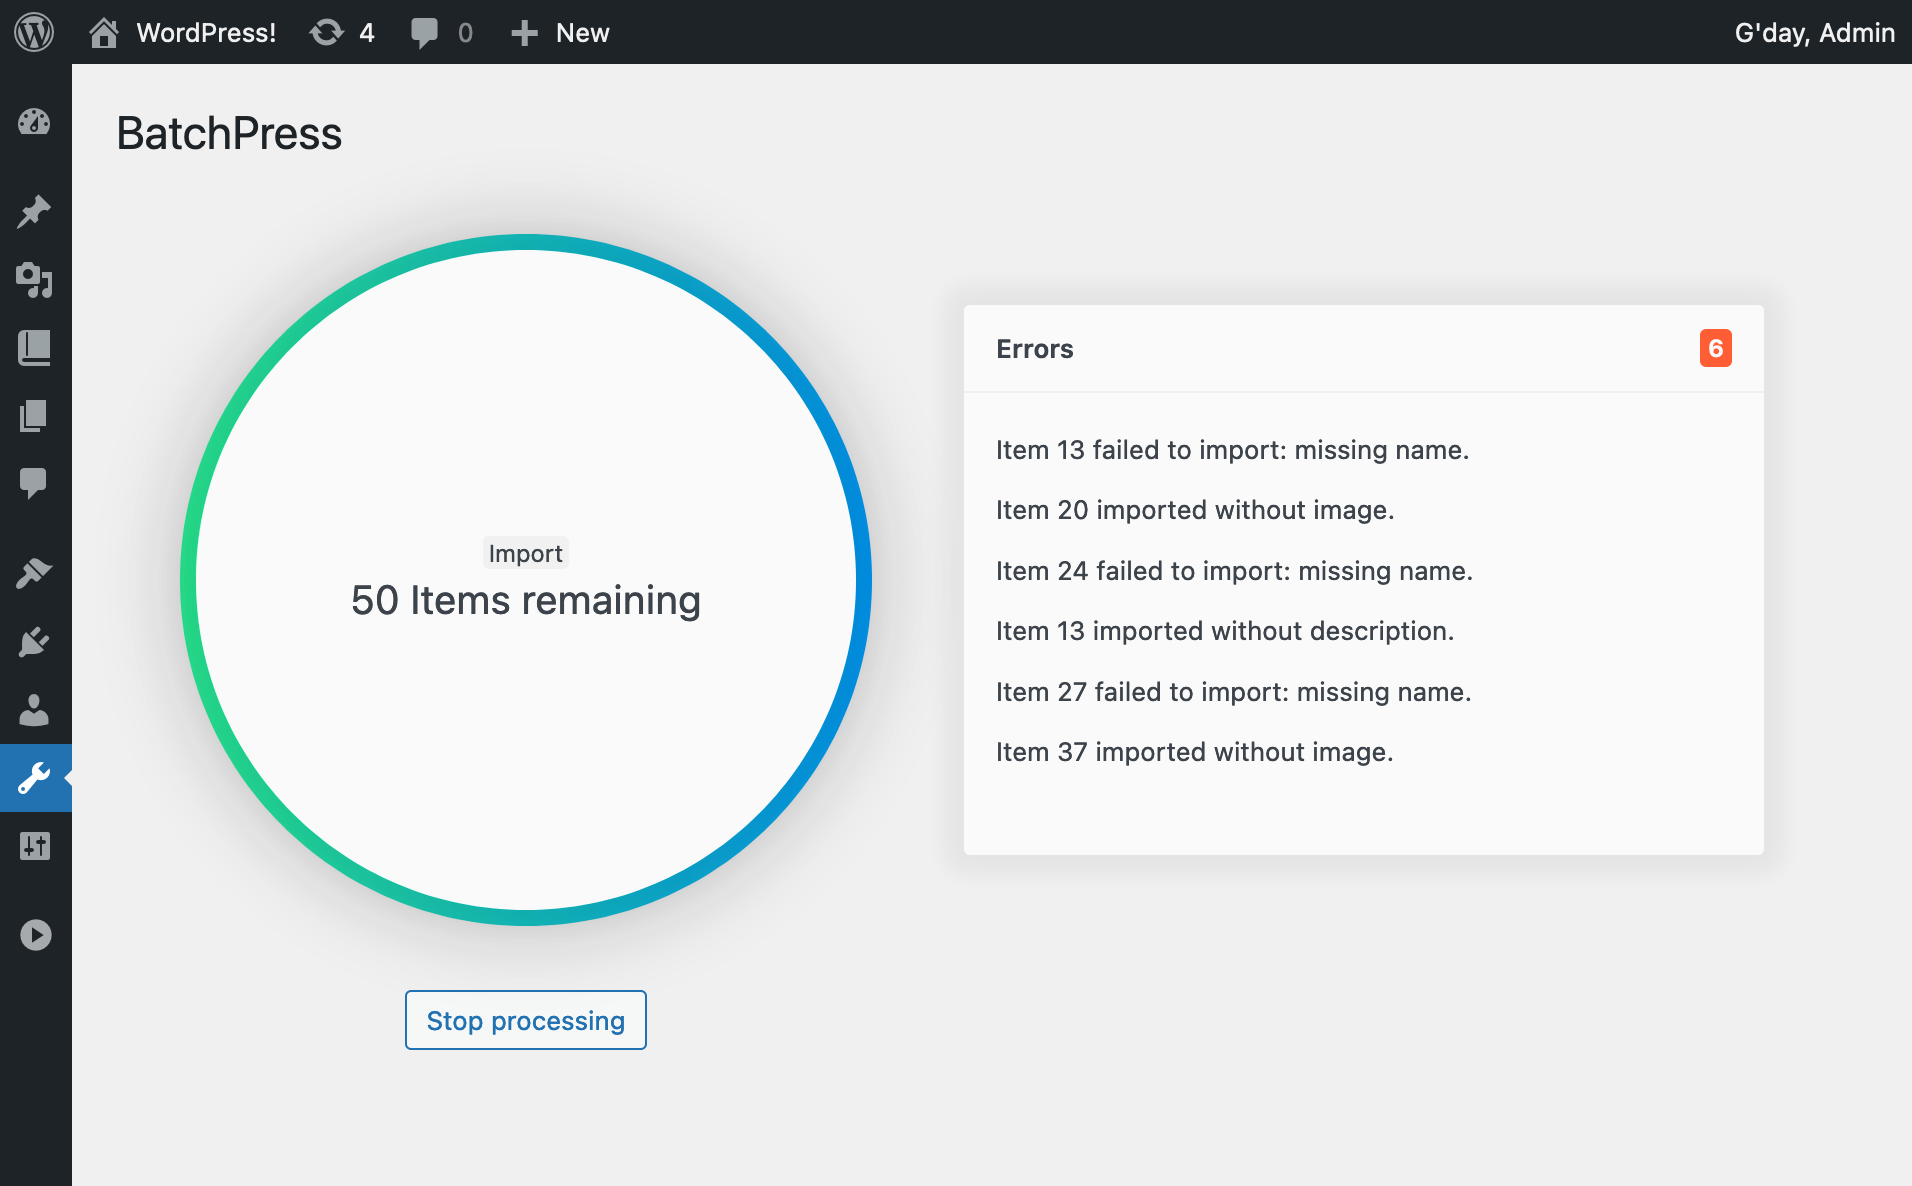 WordPress! 4 0 New G'day, Admin
BatchPress
Import
50 Items remaining
Stop processing
Errors 6
Item 13 failed to import: missing name.
Item 20 imported without image.
Item 24 failed to import: missing name.
Item 13 imported without description.
Item 27 failed to import: missing name.
Item 37 imported without image.